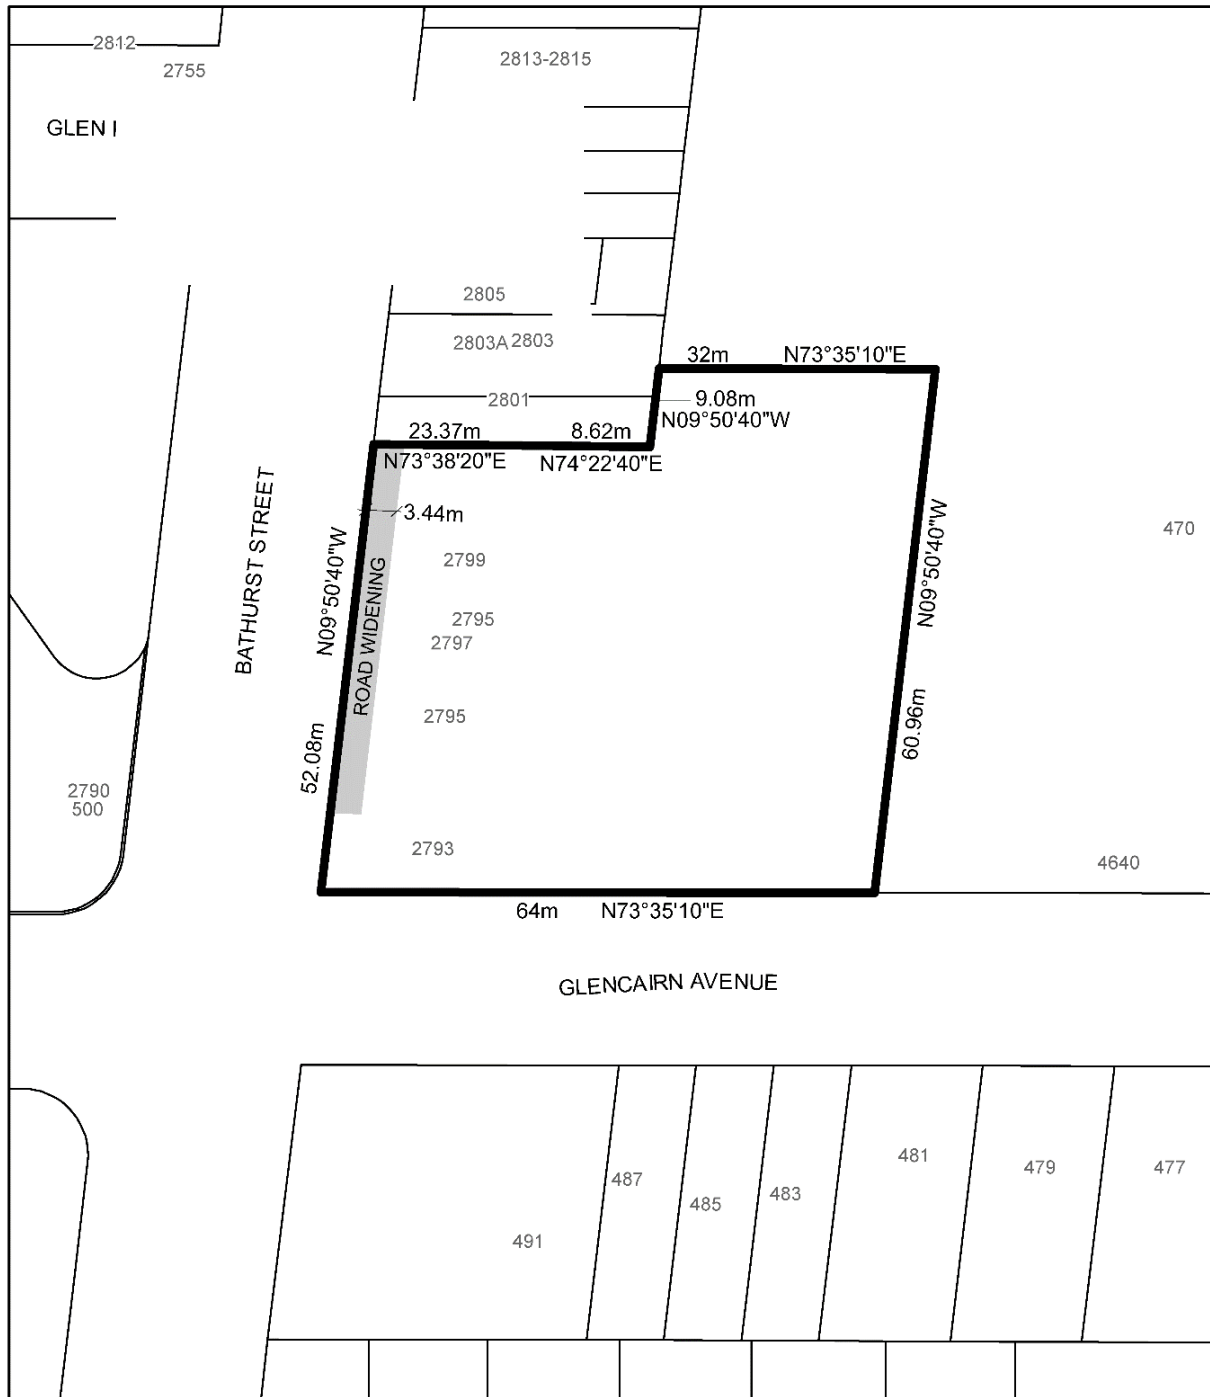 2812
2755
2813-2815
GLEN
2805
2803A 2803
32m N73°35'10"E
2801
9.08m
N09°50'40"W
23.37m 8.62m
N73°38'20"E N74°22'40"E
3.44m
BATHURST STREET
N09°50'40"W
52.08m
ROAD WIDENING
2799
2795
2797
2795
2793
N09°50'40"W
60.96m
470
2790
500
4640
64m N73°35'10"E
GLENCAIRN AVENUE
491
487
485
483
481
479
477